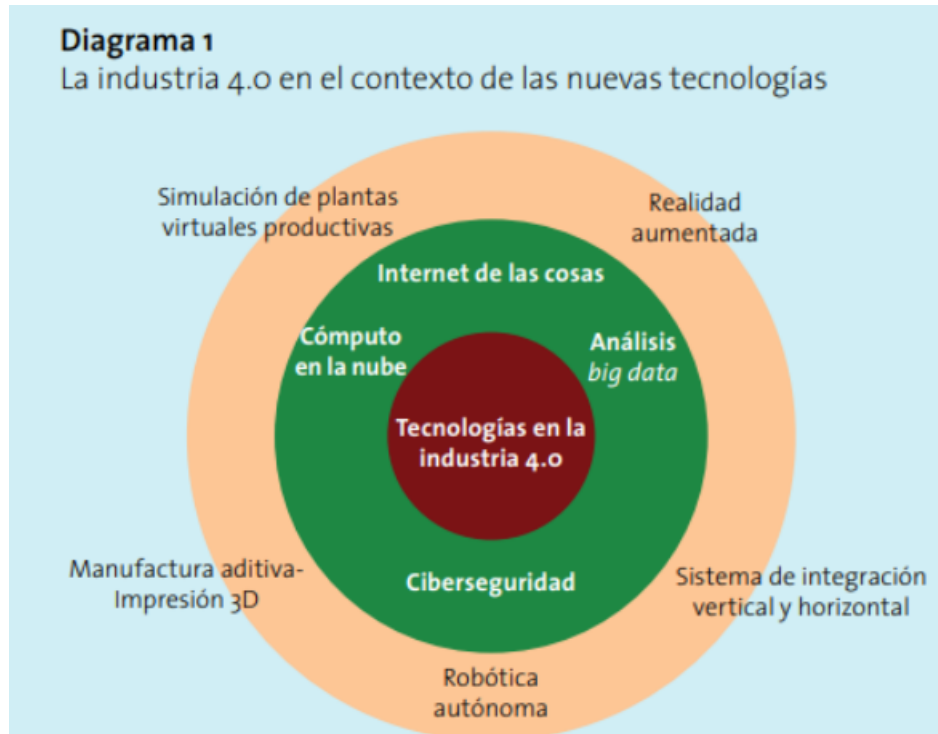 Diagrama 1
La industria 4.0 en el contexto de las nuevas tecnologías
Simulación de plantas
virtuales productivas
Realidad
aumentada
Internet de las cosas
Cómputo
en la nube
Análisis
big data
Tecnologías en la
industria 4.0
Manufactura aditiva-
Impresión 3D
Ciberseguridad
Sistema de integración
vertical y horizontal
Robótica
autónoma